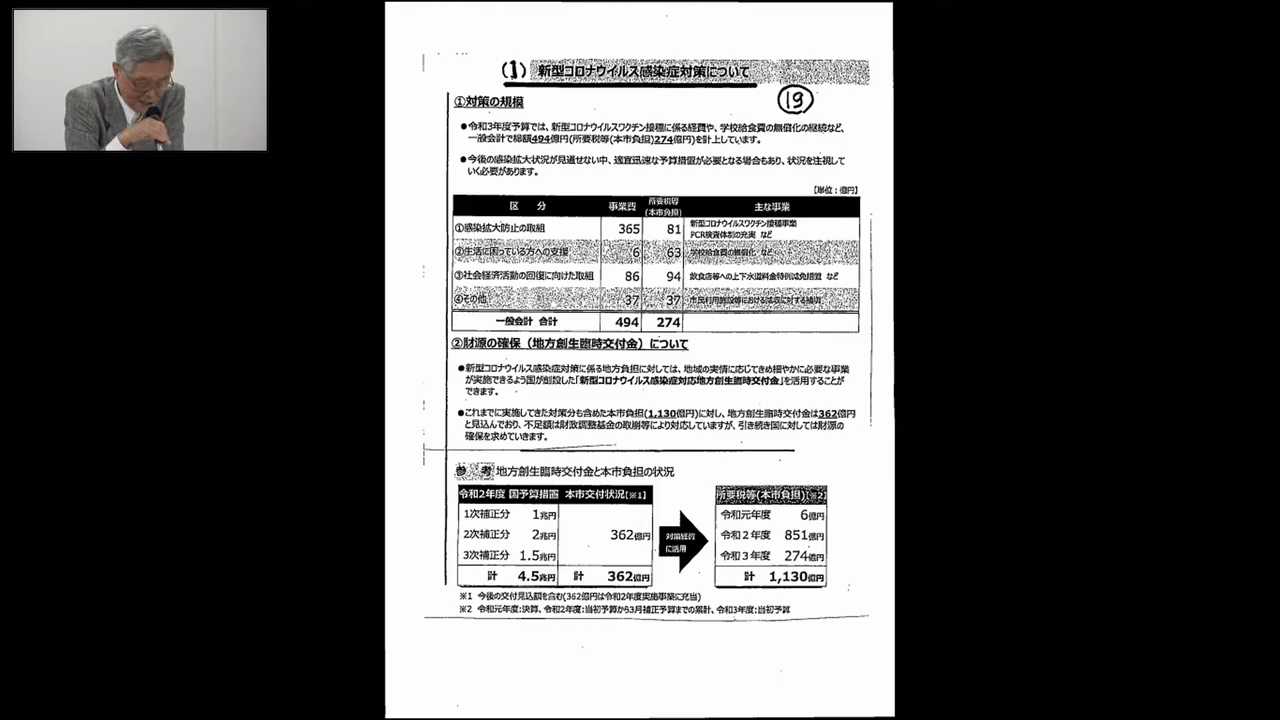 (1) 新型コロナウイルス感染症対策について
19
①対策の規模
●令和3年度予算では、新型コロナウイルスワクチン接種に係る経費や、学校給食費の無償化の継続など、
一般会計で総額494億円(所要税等(本市負担)274億円)を計上しています。
●今後の感染拡大状況が見通せない中、適宜迅速な予算措置が必要となる場合もあり、状況を注視して
いく必要があります。
【単位：億円】
区 分 事業費 所要税等(本市負担) 主な事業
①感染拡大防止の取組 365 81 新型コロナウイルスワクチン接種事業
PCR検査体制の充実 など
②生活に困っている方への支援 6 63 学校給食費の無償化 など
③社会経済活動の回復に向けた取組 86 94 飲食店等への上下水道料金特例減免措置 など
④その他 37 37 市民利用施設等における減収に対する補填
一般会計 合計 494 274
②財源の確保（地方創生臨時交付金）について
●新型コロナウイルス感染症対策に係る地方負担に対しては、地域の実情に応じてきめ細やかに必要な事業
が実施できるよう国が創設した「新型コロナウイルス感染症対応地方創生臨時交付金」を活用することが
できます。
●これまでに実施してきた対策分も含めた本市負担(1,130億円)に対し、地方創生臨時交付金は362億円
と見込んでおり、不足額は財政調整基金の取崩等により対応していますが、引き続き国に対しては財源の
確保を求めていきます。
参 考 地方創生臨時交付金と本市負担の状況
令和2年度 国予算措置 本市交付状況【※1】
1次補正分 1兆円
2次補正分 2兆円 362億円
3次補正分 1.5兆円
計 4.5兆円 計 362億円
対策経費
に活用
所要税等(本市負担)【※2】
令和元年度 6億円
令和2年度 851億円
令和3年度 274億円
計 1,130億円
※1 今後の交付見込額を含む(362億円は令和2年度実施事業に充当)
※2 令和元年度:決算、令和2年度:当初予算から3月補正予算までの累計、令和3年度:当初予算